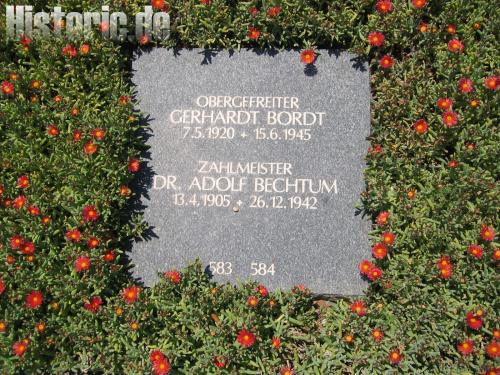 Historic.de
OBERGEFREITER
GERHARDT BORDT
7.5.1920 + 15.6.1945
ZAHLMEISTER
DR. ADOLF BECHTUM
13.4.1905 + 26.12.1942
583 584